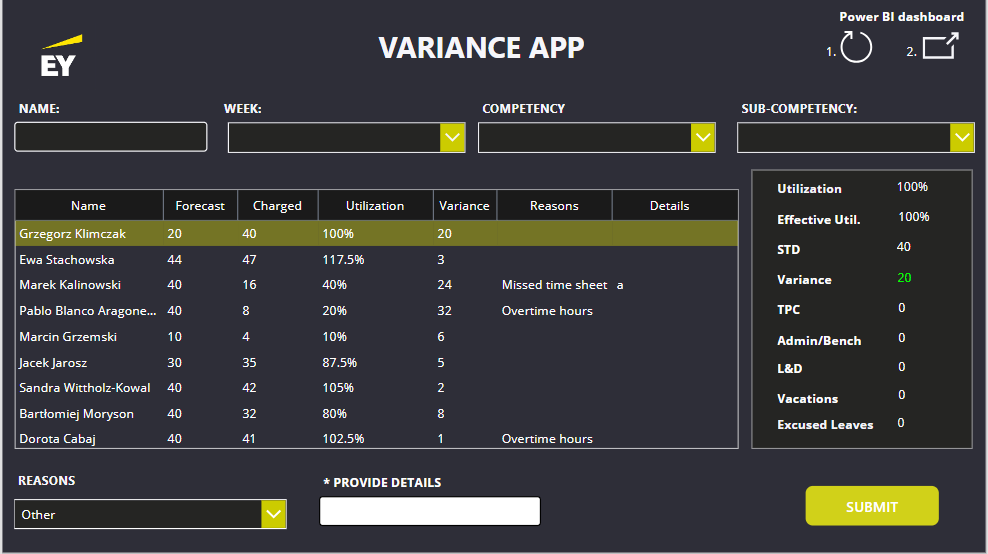 Power BI dashboard
EY
VARIANCE APP
1. 2.
NAME: WEEK: COMPETENCY SUB-COMPETENCY:
Name Forecast Charged Utilization Variance Reasons Details
Grzegorz Klimczak 20 40 100% 20
Ewa Stachowska 44 47 117.5% 3
Marek Kalinowski 40 16 40% 24 Missed time sheet a
Pablo Blanco Aragone... 40 8 20% 32 Overtime hours
Marcin Grzemski 10 4 10% 6
Jacek Jarosz 30 35 87.5% 5
Sandra Wittholz-Kowal 40 42 105% 2
Bartłomiej Moryson 40 32 80% 8
Dorota Cabaj 40 41 102.5% 1 Overtime hours
Utilization 100%
Effective Util. 100%
STD 40
Variance 20
TPC 0
Admin/Bench 0
L&D 0
Vacations 0
Excused Leaves 0
REASONS * PROVIDE DETAILS
Other
SUBMIT